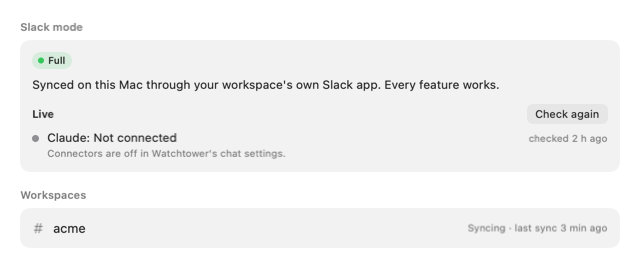 Slack mode
Full
Synced on this Mac through your workspace's own Slack app. Every feature works.
Live
Check again
Claude: Not connected
checked 2 h ago
Connectors are off in Watchtower's chat settings.
Workspaces
# acme
Syncing · last sync 3 min ago